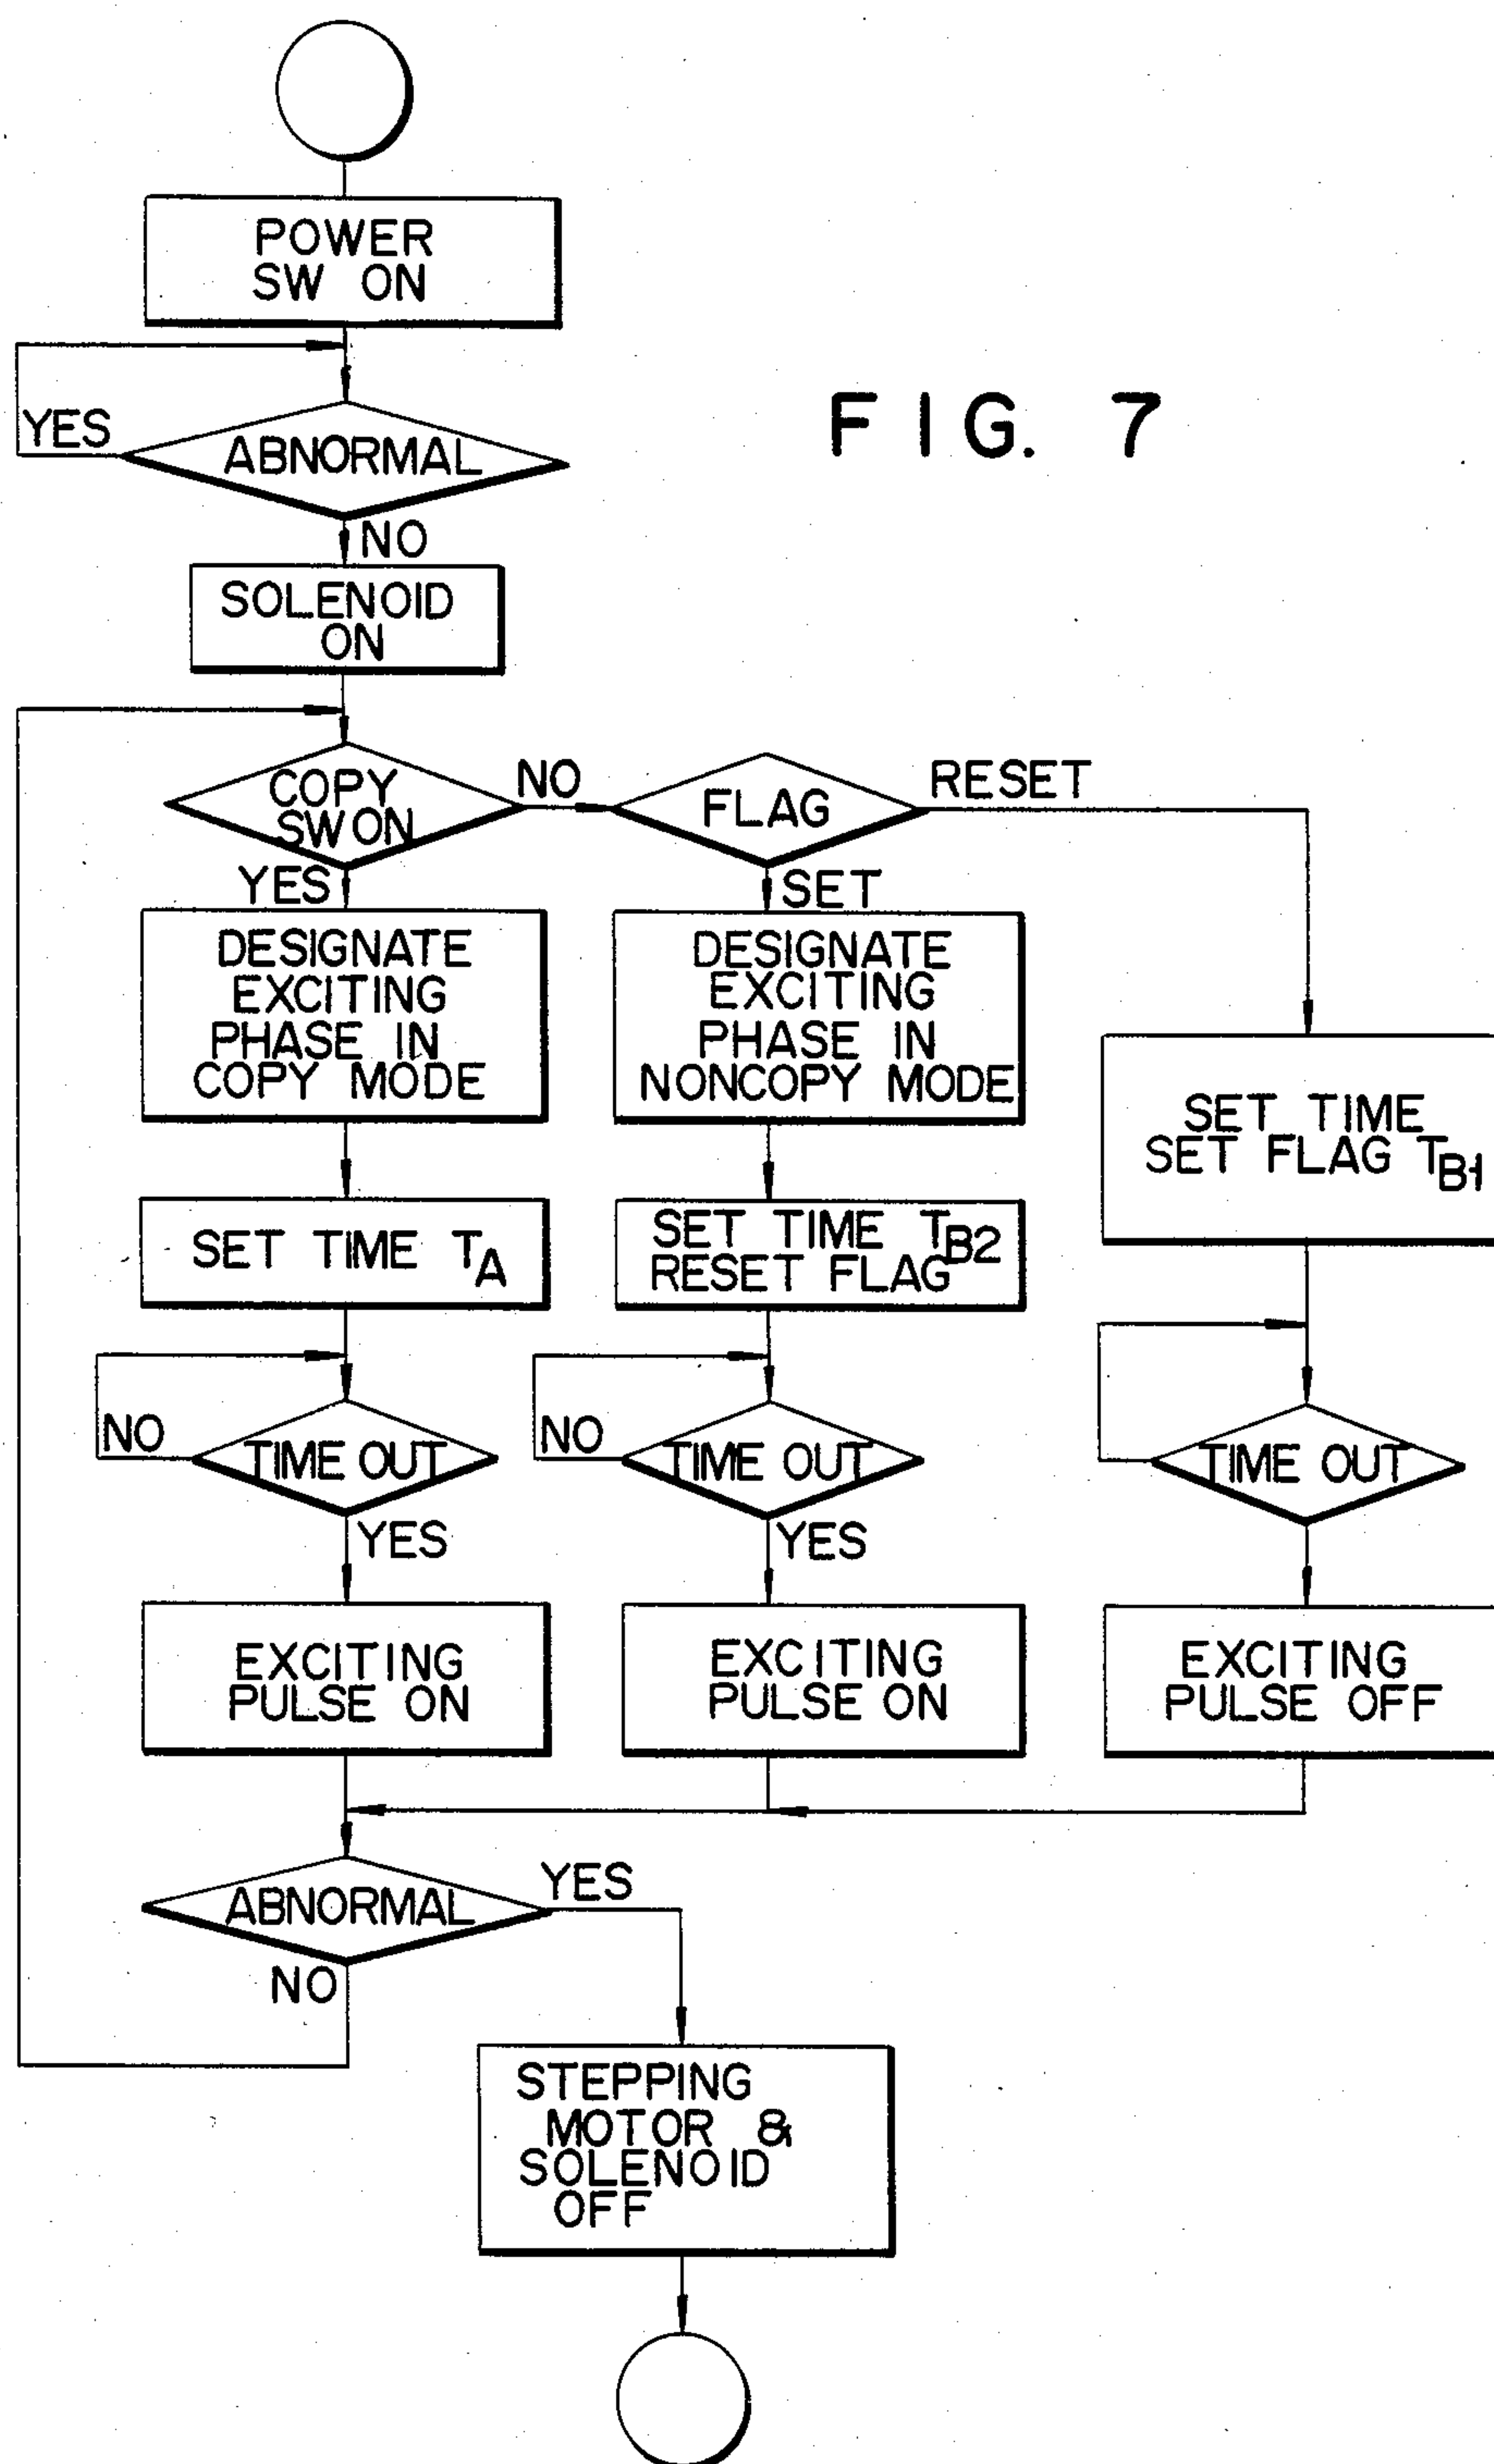 POWER
SW ON
FIG. 7
YES
ABNORMAL
NO
SOLENOID
ON
COPY
SW ON
NO
FLAG
RESET
YES
SET
DESIGNATE
EXCITING
PHASE IN
COPY MODE
DESIGNATE
EXCITING
PHASE IN
NONCOPY MODE
SET TIME
SET FLAG TB1
SET TIME TA
SET TIME TB2
RESET FLAG
NO
TIME OUT
YES
NO
TIME OUT
YES
TIME OUT
EXCITING
PULSE ON
EXCITING
PULSE ON
EXCITING
PULSE OFF
ABNORMAL
YES
NO
STEPPING
MOTOR &
SOLENOID
OFF